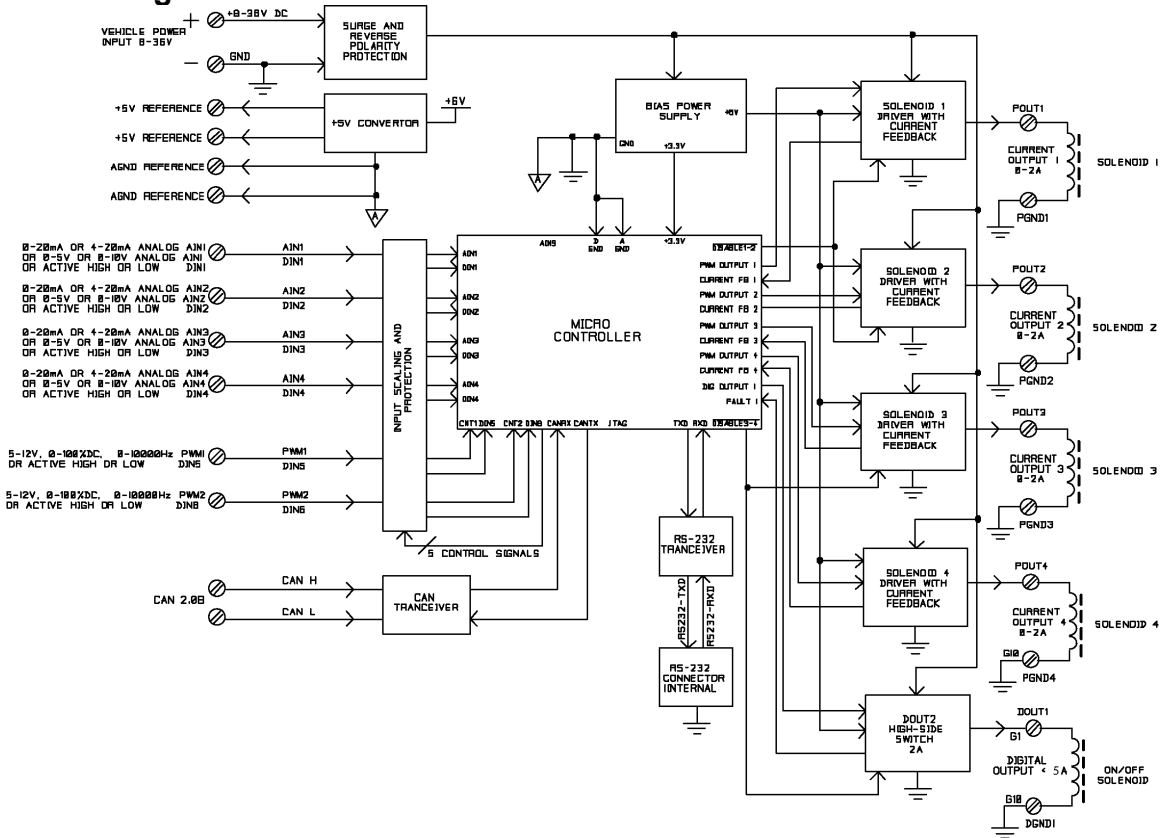 +8-36V DC
VEHICLE POWER
INPUT 8-36V
GND
SURGE AND
REVERSE
POLARITY
PROTECTION
+5V REFERENCE
+5V REFERENCE
AGND REFERENCE
AGND REFERENCE
+5V CONVERTOR
+6V
A
BIAS POWER
SUPPLY
+6V
GND
+3.3V
A
SOLENOID 1
DRIVER WITH
CURRENT
FEEDBACK
POUT1
CURRENT
OUTPUT 1
0-2A
SOLENOID 1
PGND1
0-20mA OR 4-20mA ANALOG AIN1
OR 0-5V OR 0-10V ANALOG AIN1
OR ACTIVE HIGH OR LOW DIN1
AIN1
DIN1
0-20mA OR 4-20mA ANALOG AIN2
OR 0-5V OR 0-10V ANALOG AIN2
OR ACTIVE HIGH OR LOW DIN2
AIN2
DIN2
0-20mA OR 4-20mA ANALOG AIN3
OR 0-5V OR 0-10V ANALOG AIN3
OR ACTIVE HIGH OR LOW DIN3
AIN3
DIN3
0-20mA OR 4-20mA ANALOG AIN4
OR 0-5V OR 0-10V ANALOG AIN4
OR ACTIVE HIGH OR LOW DIN4
AIN4
DIN4
5-12V, 0-100%DC, 0-10000Hz PWM1
OR ACTIVE HIGH OR LOW DIN5
PWM1
DIN5
5-12V, 0-100%DC, 0-10000Hz PWM2
OR ACTIVE HIGH OR LOW DIN6
PWM2
DIN6
INPUT SCALING AND
PROTECTION
5 CONTROL SIGNALS
CAN 2.0B
CAN H
CAN L
CAN
TRANCEIVER
D
GND
A
GND
+3.3V
AIN1
DIN1
AIN2
DIN2
AIN3
DIN3
AIN4
DIN4
MICRO
CONTROLLER
DISABLE1-2
PWM OUTPUT 1
CURRENT FB 1
PWM OUTPUT 2
CURRENT FB 2
PWM OUTPUT 3
CURRENT FB 3
PWM OUTPUT 4
CURRENT FB 4
DIG OUTPUT 1
FAULT 1
CNT1 DIN5 CNT2 DIN6 CANRX CANTX JTAG TXD RXD DISABLE3-4
RS-232
TRANCEIVER
RS232-TXD
RS232-RXD
RS-232
CONNECTOR
INTERNAL
SOLENOID 2
DRIVER WITH
CURRENT
FEEDBACK
POUT2
CURRENT
OUTPUT 2
0-2A
SOLENOID 2
PGND2
SOLENOID 3
DRIVER WITH
CURRENT
FEEDBACK
POUT3
CURRENT
OUTPUT 3
0-2A
SOLENOID 3
PGND3
SOLENOID 4
DRIVER WITH
CURRENT
FEEDBACK
POUT4
CURRENT
OUTPUT 4
0-2A
SOLENOID 4
G10
PGND4
DOUT2
HIGH-SIDE
SWITCH
2A
DOUT1
G1
DIGITAL
OUTPUT < 5A
ON/OFF
SOLENOID
G10
DGND1